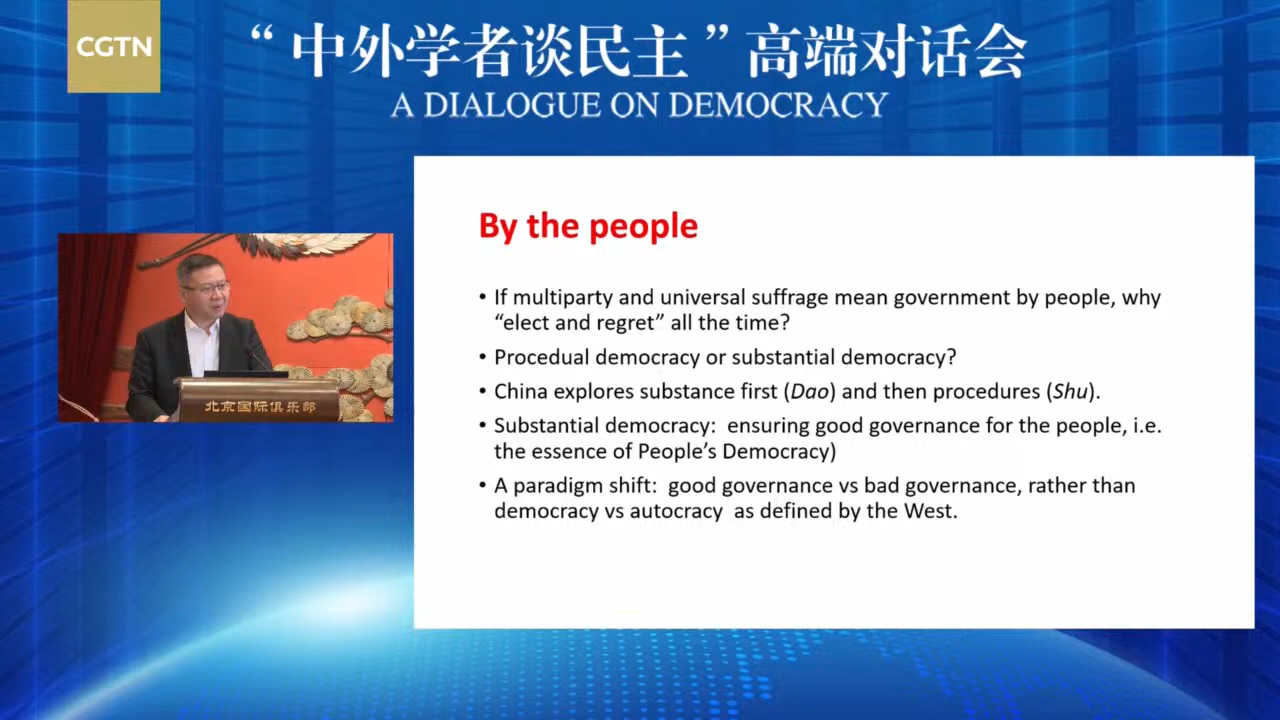 CGTN
“中外学者谈民主”高端对话会
A DIALOGUE ON DEMOCRACY
By the people
• If multiparty and universal suffrage mean government by people, why
“elect and regret” all the time?
• Procedual democracy or substantial democracy?
• China explores substance first (Dao) and then procedures (Shu).
• Substantial democracy:  ensuring good governance for the people, i.e.
the essence of People’s Democracy)
• A paradigm shift:  good governance vs bad governance, rather than
democracy vs autocracy  as defined by the West.
北京国际俱乐部